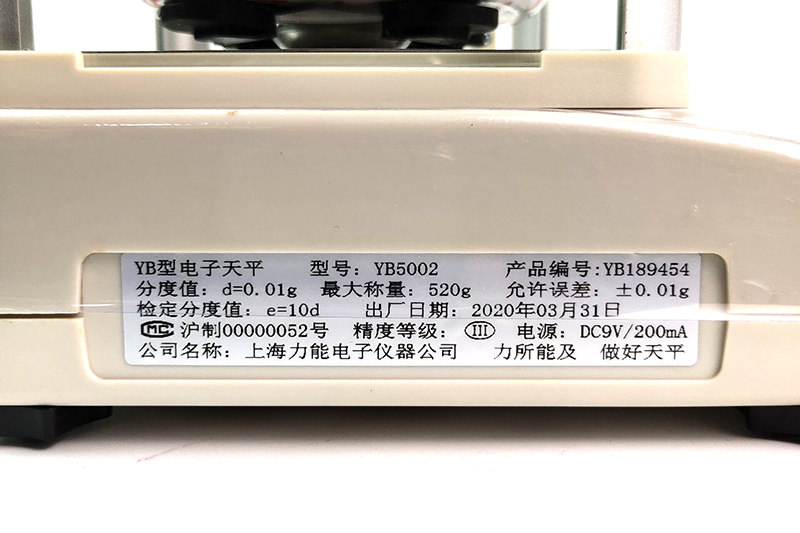 YB型电子天平 型号：YB5002 产品编号:YB189454
分度值：d=0.01g 最大称量：520g 允许误差：±0.01g
检定分度值：e=10d 出厂日期：2020年03月31日
MC 沪制00000052号 精度等级：Ⅲ 电源：DC9V/200mA
公司名称：上海力能电子仪器公司 力所能及 做好天平